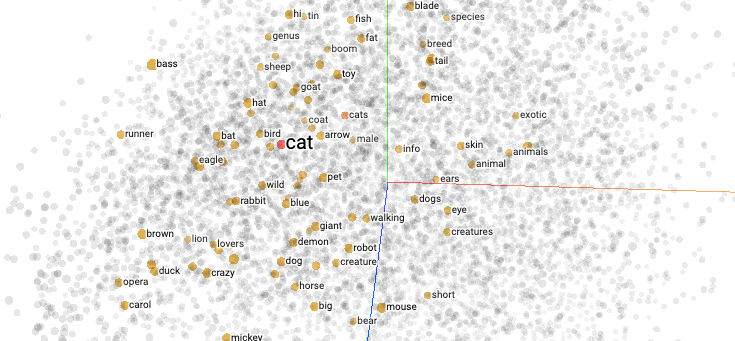 blade
hi
tin
fish
species
genus
fat
boom
breed
tail
bass
sheep
toy
goat
mice
hat
coat
cats
exotic
runner
bat
bird
arrow
male
cat
info
skin
animals
eagle
animal
wild
pet
ears
rabbit
blue
dogs
eye
walking
giant
creatures
brown
lion
lovers
demon
robot
dog
creature
duck
crazy
opera
horse
short
carol
big
mouse
bear
mickey